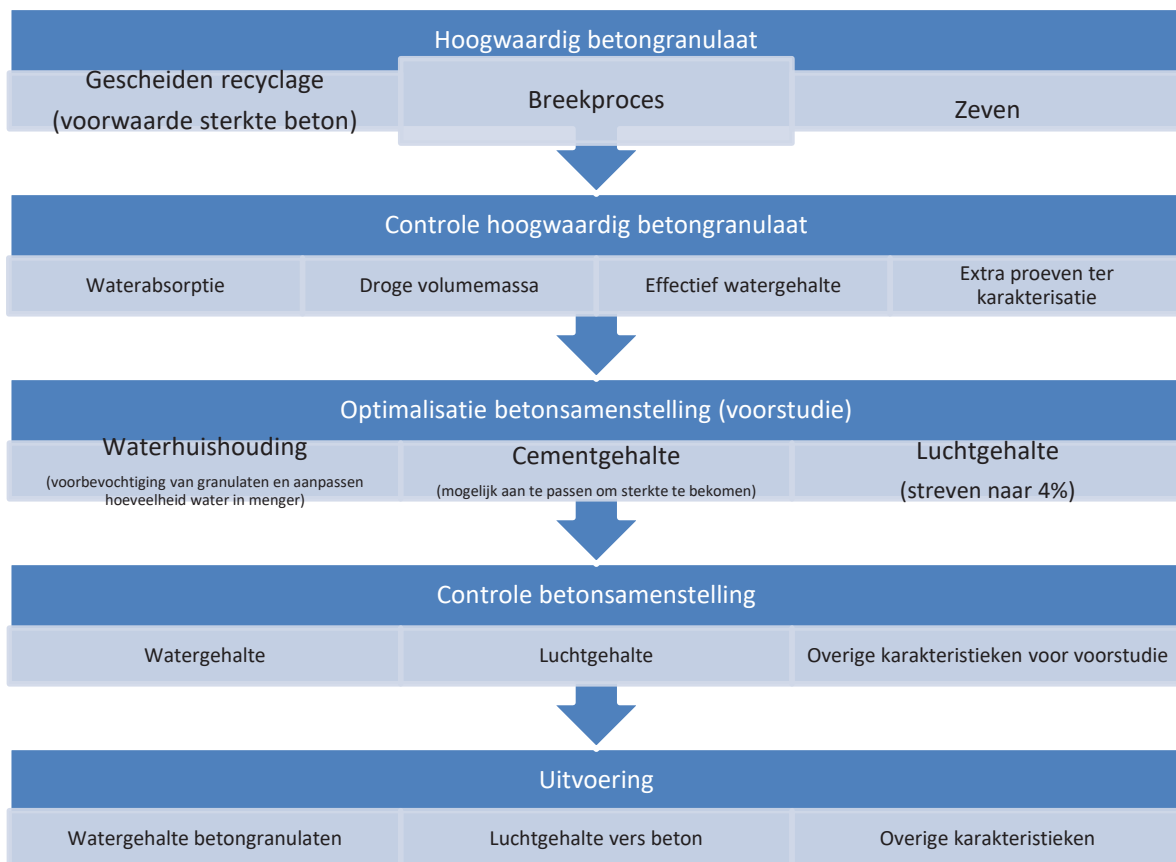 Hoogwaardig betongranulaat
Gescheiden recyclage
(voorwaarde sterkte beton)
Breekproces
Zeven
Controle hoogwaardig betongranulaat
Waterabsorptie
Droge volumemassa
Effectief watergehalte
Extra proeven ter
karakterisatie
Optimalisatie betonsamenstelling (voorstudie)
Waterhuishouding
(voorbevochtiging van granulaten en aanpassen
hoeveelheid water in menger)
Cementgehalte
(mogelijk aan te passen om sterkte te bekomen)
Luchtgehalte
(streven naar 4%)
Controle betonsamenstelling
Watergehalte
Luchtgehalte
Overige karakteristieken voor voorstudie
Uitvoering
Watergehalte betongranulaten
Luchtgehalte vers beton
Overige karakteristieken